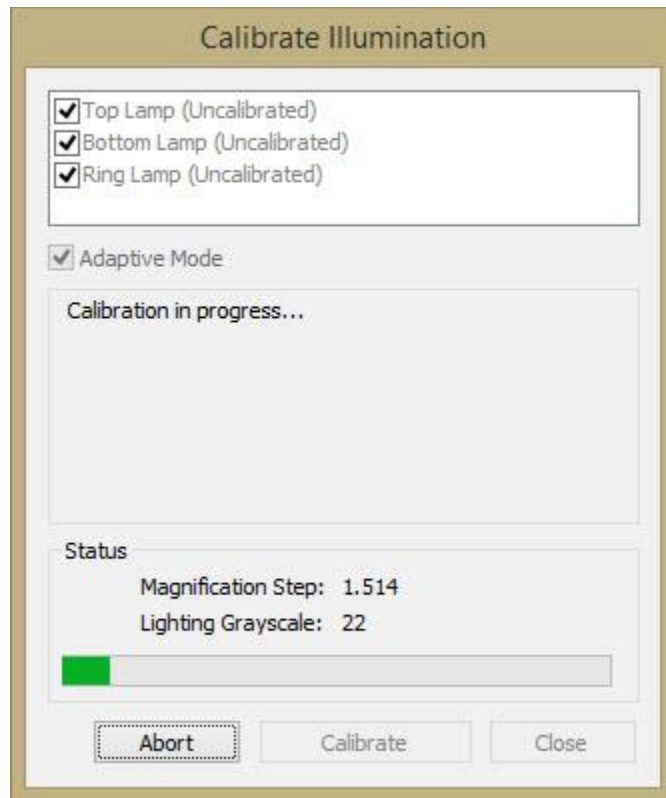 Calibrate Illumination
Top Lamp (Uncalibrated)
Bottom Lamp (Uncalibrated)
Ring Lamp (Uncalibrated)
Adaptive Mode
Calibration in progress...
Status
Magnification Step: 1.514
Lighting Grayscale: 22
Abort Calibrate Close